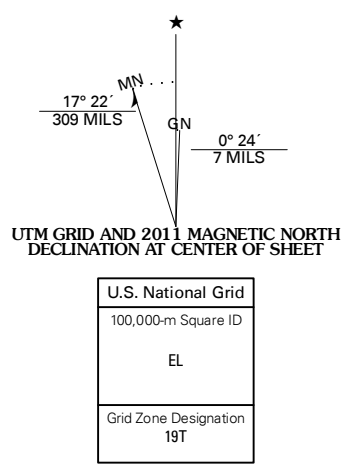 ★
MN
17° 22´
309 MILS
GN
0° 24´
7 MILS
UTM GRID AND 2011 MAGNETIC NORTH
DECLINATION AT CENTER OF SHEET
U.S. National Grid
100,000-m Square ID
EL
Grid Zone Designation
19T